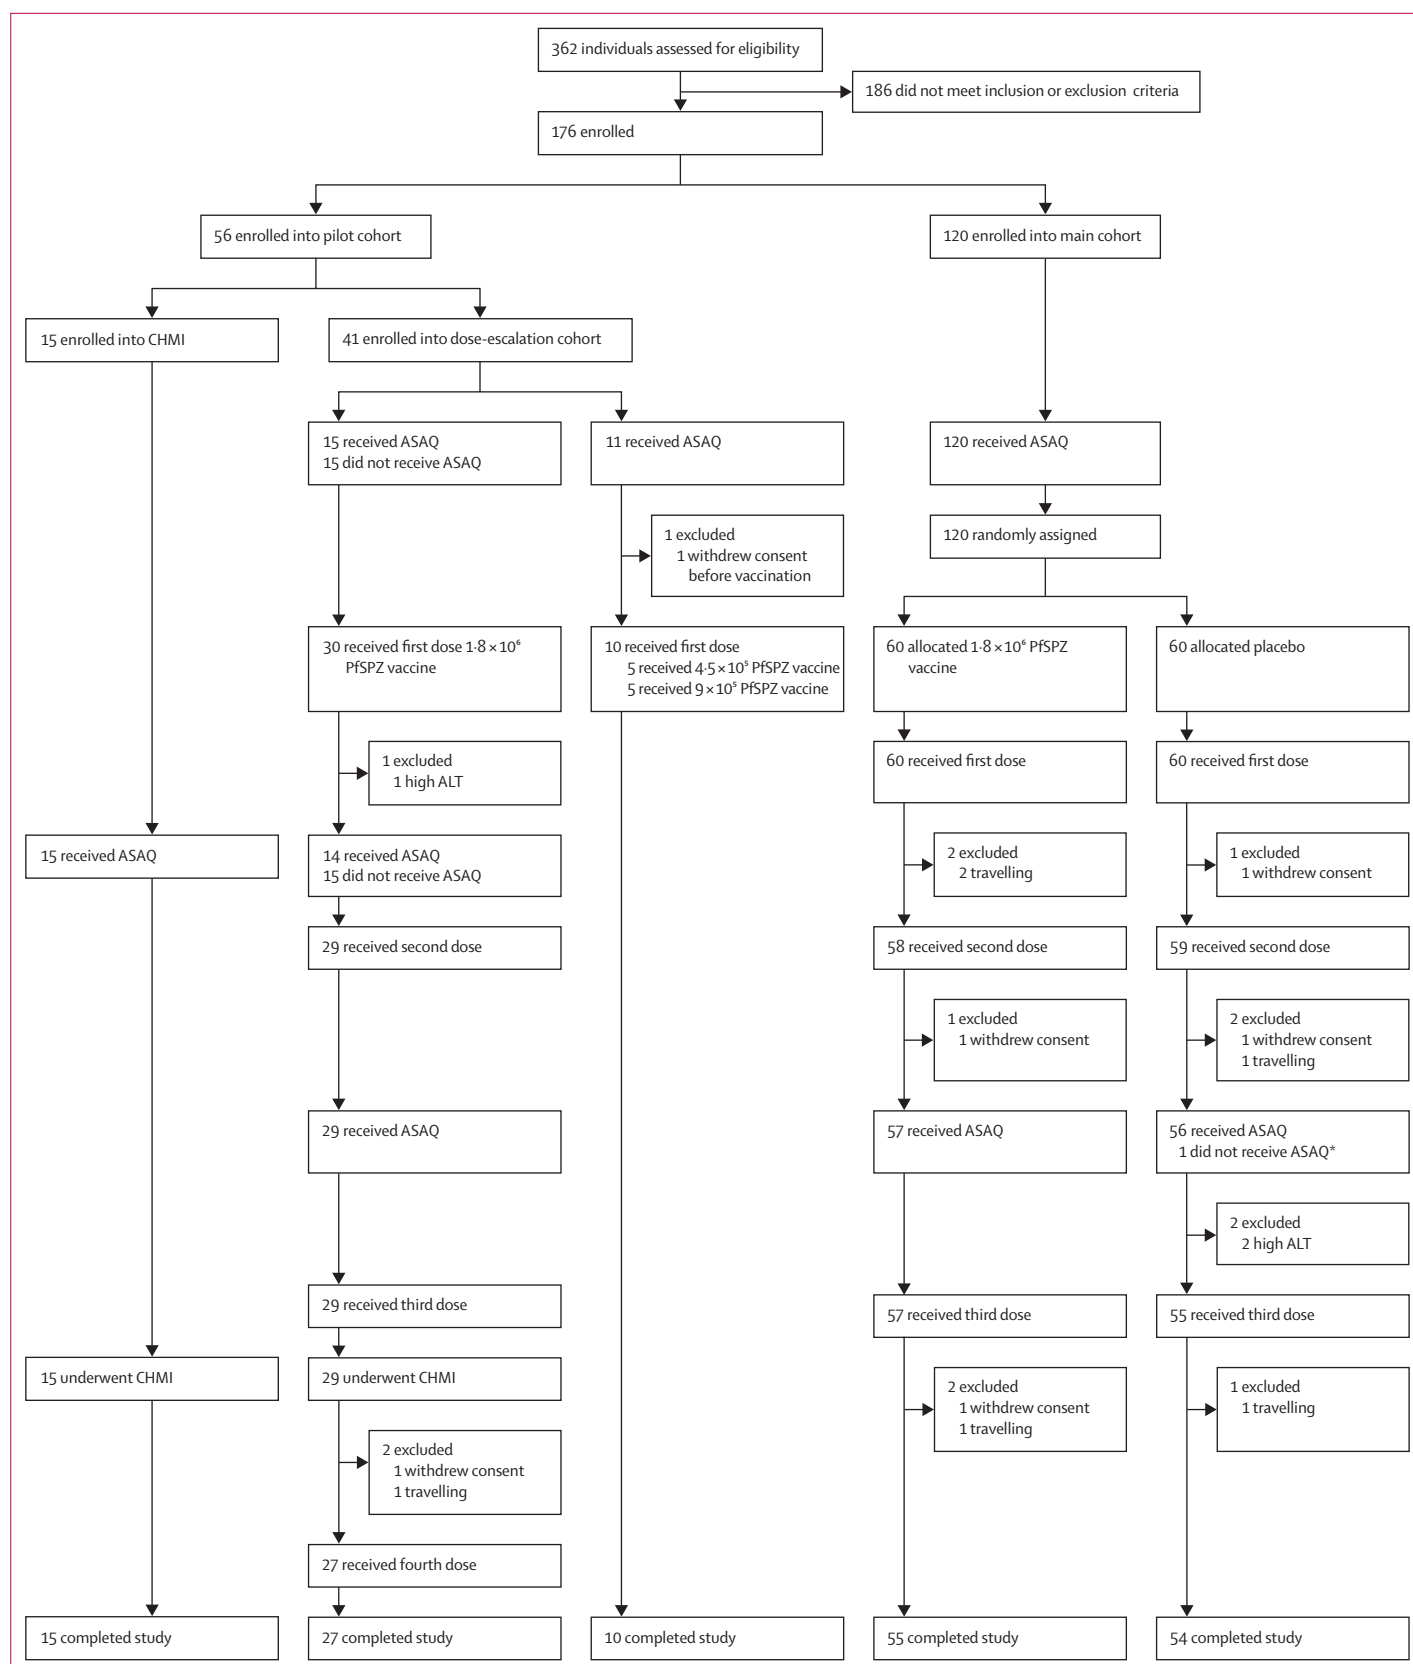 362 individuals assessed for eligibility
186 did not meet inclusion or exclusion criteria
176 enrolled
56 enrolled into pilot cohort
120 enrolled into main cohort
15 enrolled into CHMI
41 enrolled into dose-escalation cohort
15 received ASAQ
15 did not receive ASAQ
11 received ASAQ
120 received ASAQ
1 excluded
1 withdrew consent
before vaccination
120 randomly assigned
30 received first dose 1·8 × 10⁶
PfSPZ vaccine
10 received first dose
5 received 4·5 × 10⁵ PfSPZ vaccine
5 received 9 × 10⁵ PfSPZ vaccine
60 allocated 1·8 × 10⁶ PfSPZ
vaccine
60 allocated placebo
1 excluded
1 high ALT
60 received first dose
60 received first dose
15 received ASAQ
14 received ASAQ
15 did not receive ASAQ
2 excluded
2 travelling
1 excluded
1 withdrew consent
29 received second dose
58 received second dose
59 received second dose
1 excluded
1 withdrew consent
2 excluded
1 withdrew consent
1 travelling
29 received ASAQ
57 received ASAQ
56 received ASAQ
1 did not receive ASAQ*
2 excluded
2 high ALT
29 received third dose
57 received third dose
55 received third dose
15 underwent CHMI
29 underwent CHMI
2 excluded
1 withdrew consent
1 travelling
1 excluded
1 travelling
2 excluded
1 withdrew consent
1 travelling
27 received fourth dose
15 completed study
27 completed study
10 completed study
55 completed study
54 completed study